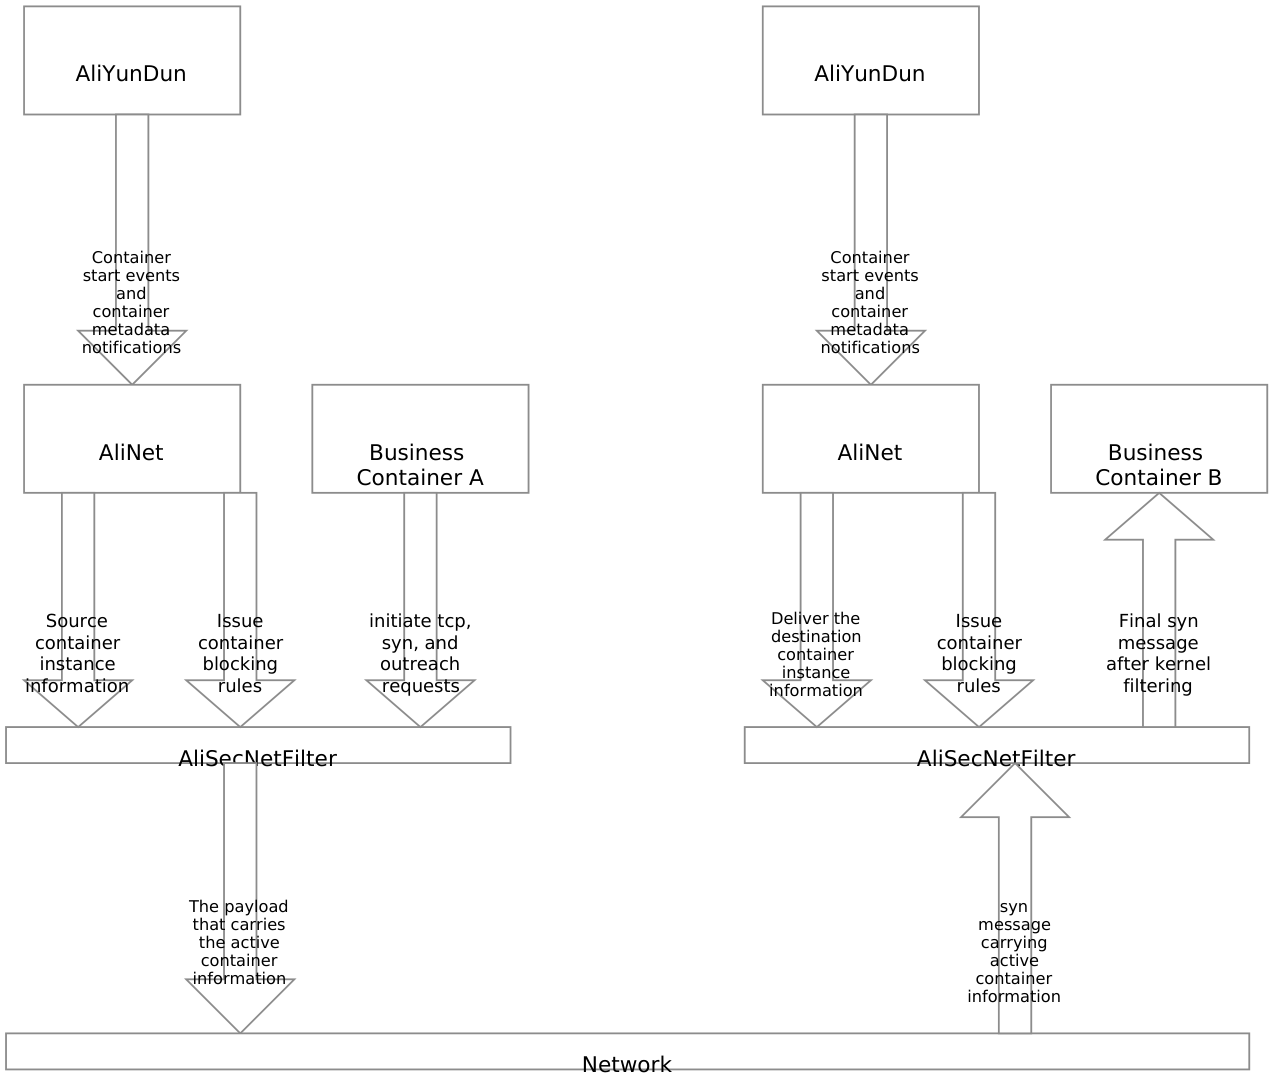 AliYunDun
AliYunDun
Container
start events
and
container
metadata
notifications
Container
start events
and
container
metadata
notifications
AliNet
Business
Container A
AliNet
Business
Container B
Source
container
instance
information
Issue
container
blocking
rules
initiate tcp,
syn, and
outreach
requests
Deliver the
destination
container
instance
information
Issue
container
blocking
rules
Final syn
message
after kernel
filtering
AliSecNetFilter
AliSecNetFilter
The payload
that carries
the active
container
information
syn
message
carrying
active
container
information
Network